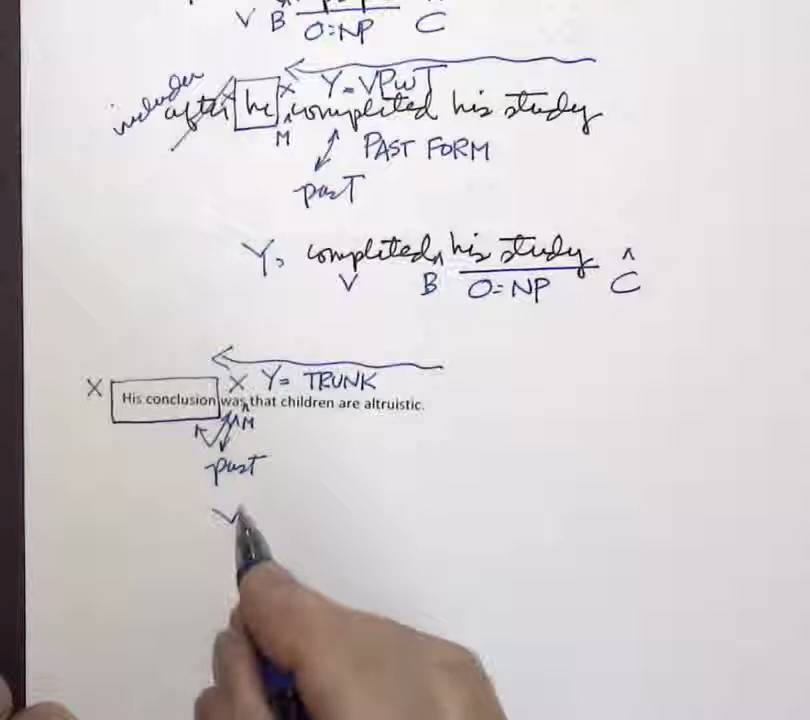 V B O=NP C
X Y=VPwT
includer after he completed his study
M PAST FORM
past
Y= completed his study
V B O=NP C
X X Y= TRUNK
His conclusion was that children are altruistic.
M
past